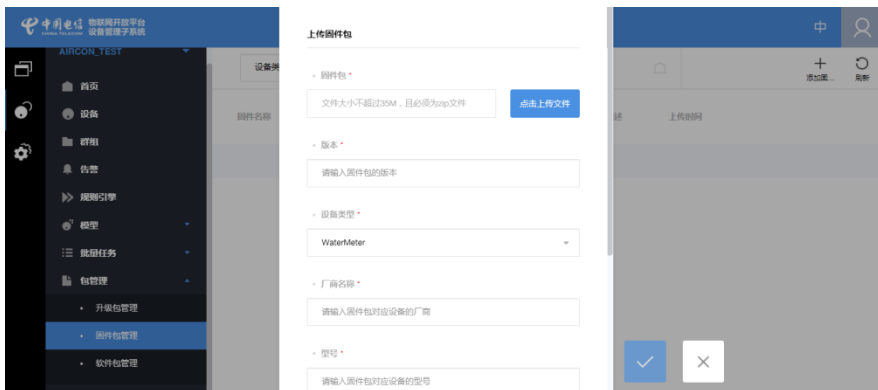 中国电信 物联网开放平台
CHINA TELECOM 设备管理子系统
中
AIRCON_TEST
首页
设备
群组
告警
规则引擎
模型
批量任务
包管理
升级包管理
固件包管理
软件包管理
设备类
固件名称
述
上传时间
添加固...
刷新
上传固件包
固件包 *
文件大小不超过35M，且必须为zip文件
点击上传文件
版本 *
请输入固件包的版本
设备类型 *
WaterMeter
厂商名称 *
请输入固件包对应设备的厂商
型号 *
请输入固件包对应设备的型号